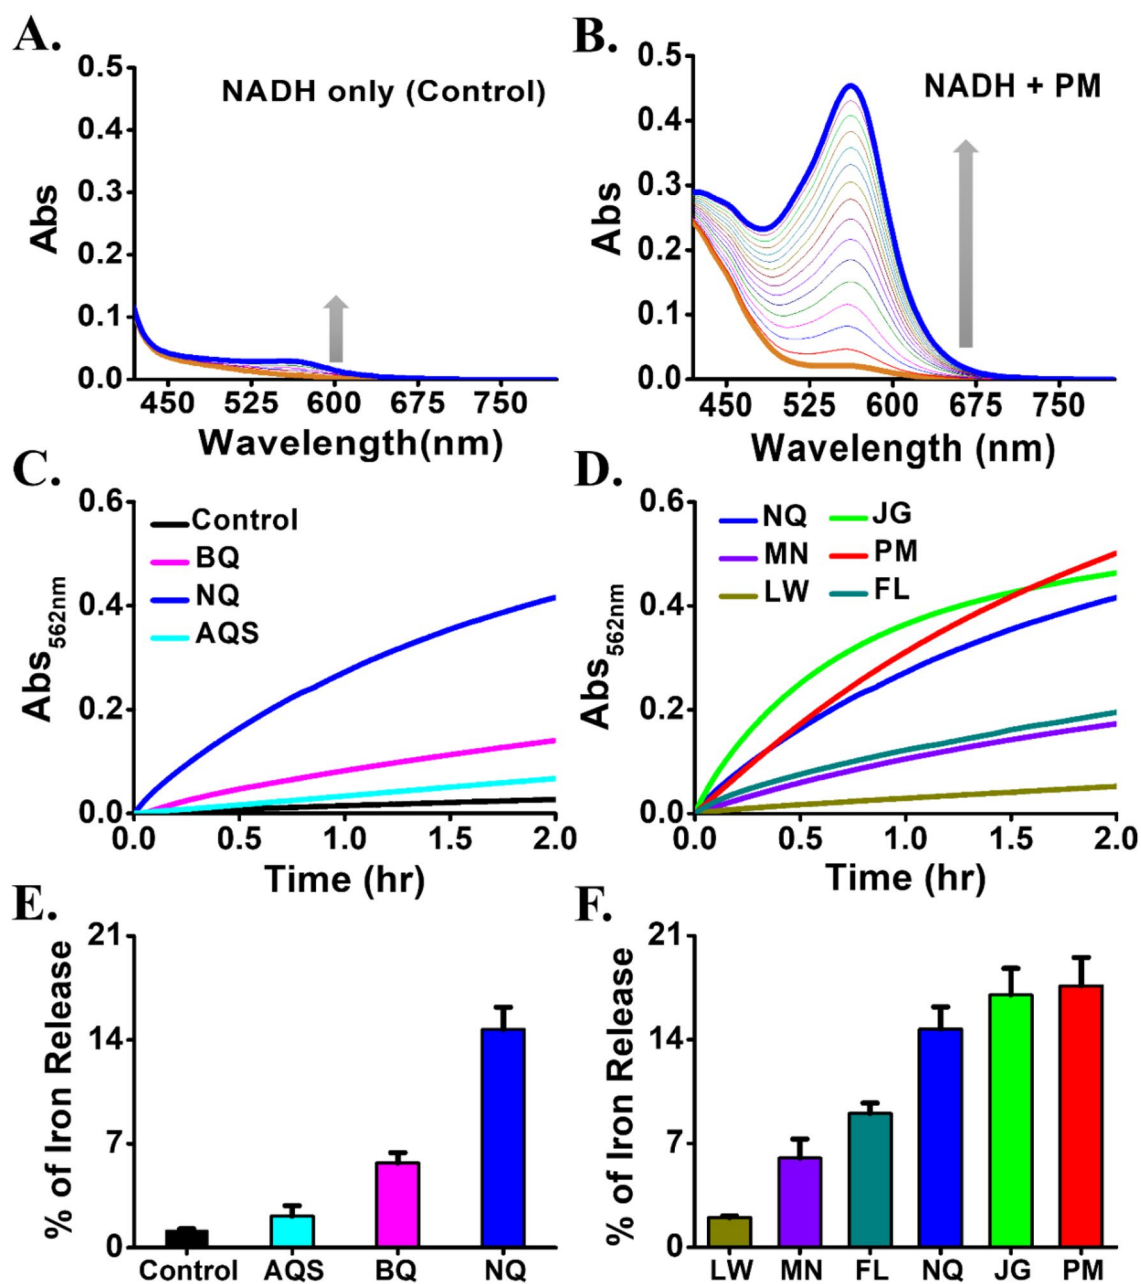 A.
0.5
0.4
0.3
0.2
0.1
0.0
Abs
NADH only (Control)
450 525 600 675 750
Wavelength(nm)
B.
0.5
0.4
0.3
0.2
0.1
0.0
Abs
NADH + PM
450 525 600 675 750
Wavelength (nm)
C.
0.6
0.4
0.2
0.0
Abs562nm
Control
BQ
NQ
AQS
0.0 0.5 1.0 1.5 2.0
Time (hr)
D.
0.6
0.4
0.2
0.0
Abs562nm
NQ JG
MN PM
LW FL
0.0 0.5 1.0 1.5 2.0
Time (hr)
E.
21
14
7
0
% of Iron Release
Control AQS BQ NQ
F.
21
14
7
0
% of Iron Release
LW MN FL NQ JG PM